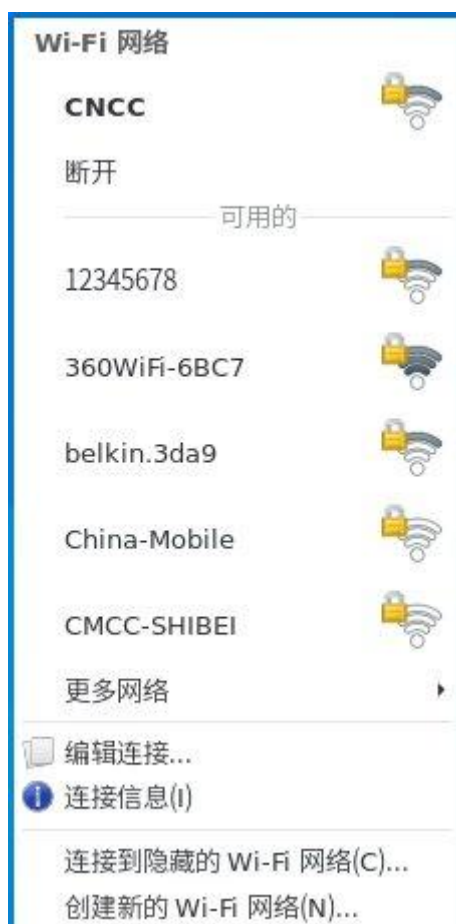 Wi-Fi 网络
CNCC
断开
可用的
12345678
360WiFi-6BC7
belkin.3da9
China-Mobile
CMCC-SHIBEI
更多网络
编辑连接...
连接信息(I)
连接到隐藏的 Wi-Fi 网络(C)...
创建新的 Wi-Fi 网络(N)...